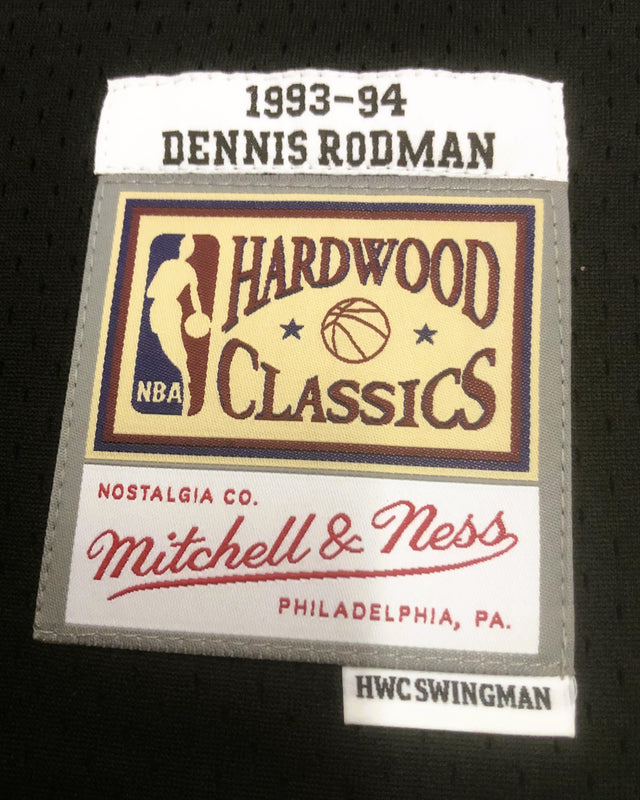 1993-94
DENNIS RODMAN
HARDWOOD
CLASSICS
NBA
NOSTALGIA CO.
Mitchell & Ness
PHILADELPHIA, PA.
HWC SWINGMAN